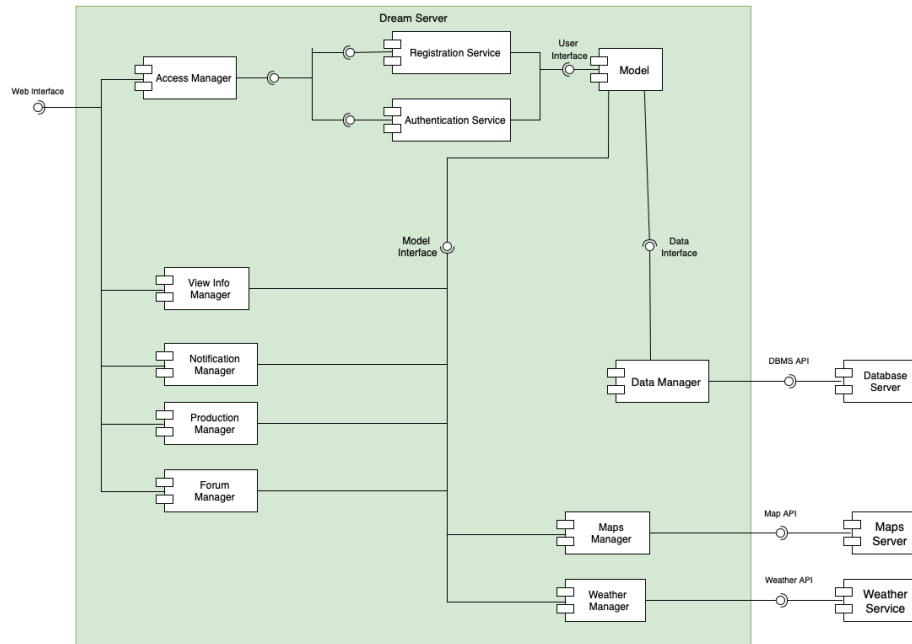 Dream Server
Web Interface
Access Manager
Registration Service
Authentication Service
User
Interface
Model
Model
Interface
Data
Interface
View Info
Manager
Notification
Manager
Production
Manager
Forum
Manager
Data Manager
DBMS API
Database
Server
Maps
Manager
Map API
Maps
Server
Weather
Manager
Weather API
Weather
Service